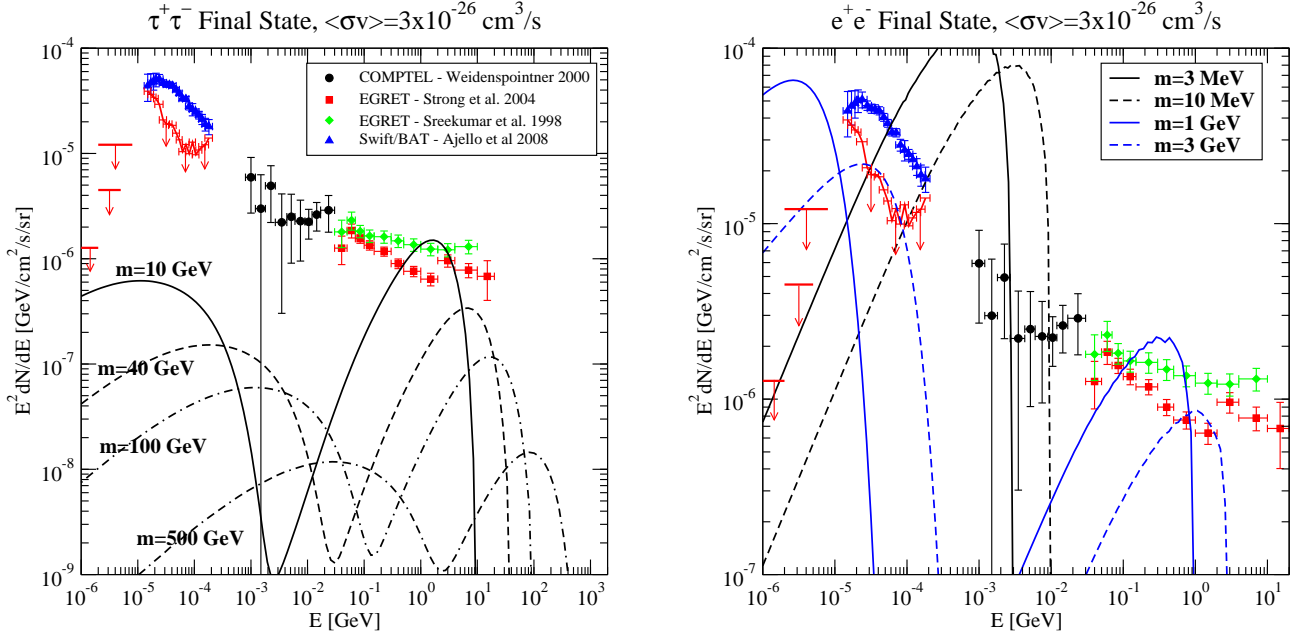 τ⁺τ⁻ Final State, <σv>=3x10⁻²⁶ cm³/s
10⁻⁴
10⁻⁵
10⁻⁶
10⁻⁷
10⁻⁸
10⁻⁹
E² dN/dE [GeV/cm²/s/sr]
COMPTEL - Weidenspointner 2000
EGRET - Strong et al. 2004
EGRET - Sreekumar et al. 1998
Swift/BAT - Ajello et al 2008
m=10 GeV
m=40 GeV
m=100 GeV
m=500 GeV
10⁻⁶ 10⁻⁵ 10⁻⁴ 10⁻³ 10⁻² 10⁻¹ 10⁰ 10¹ 10² 10³
E [GeV]
e⁺e⁻ Final State, <σv>=3x10⁻²⁶ cm³/s
10⁻⁴
10⁻⁵
10⁻⁶
10⁻⁷
E² dN/dE [GeV/cm²/s/sr]
m=3 MeV
m=10 MeV
m=1 GeV
m=3 GeV
10⁻⁶ 10⁻⁵ 10⁻⁴ 10⁻³ 10⁻² 10⁻¹ 10⁰ 10¹
E [GeV]